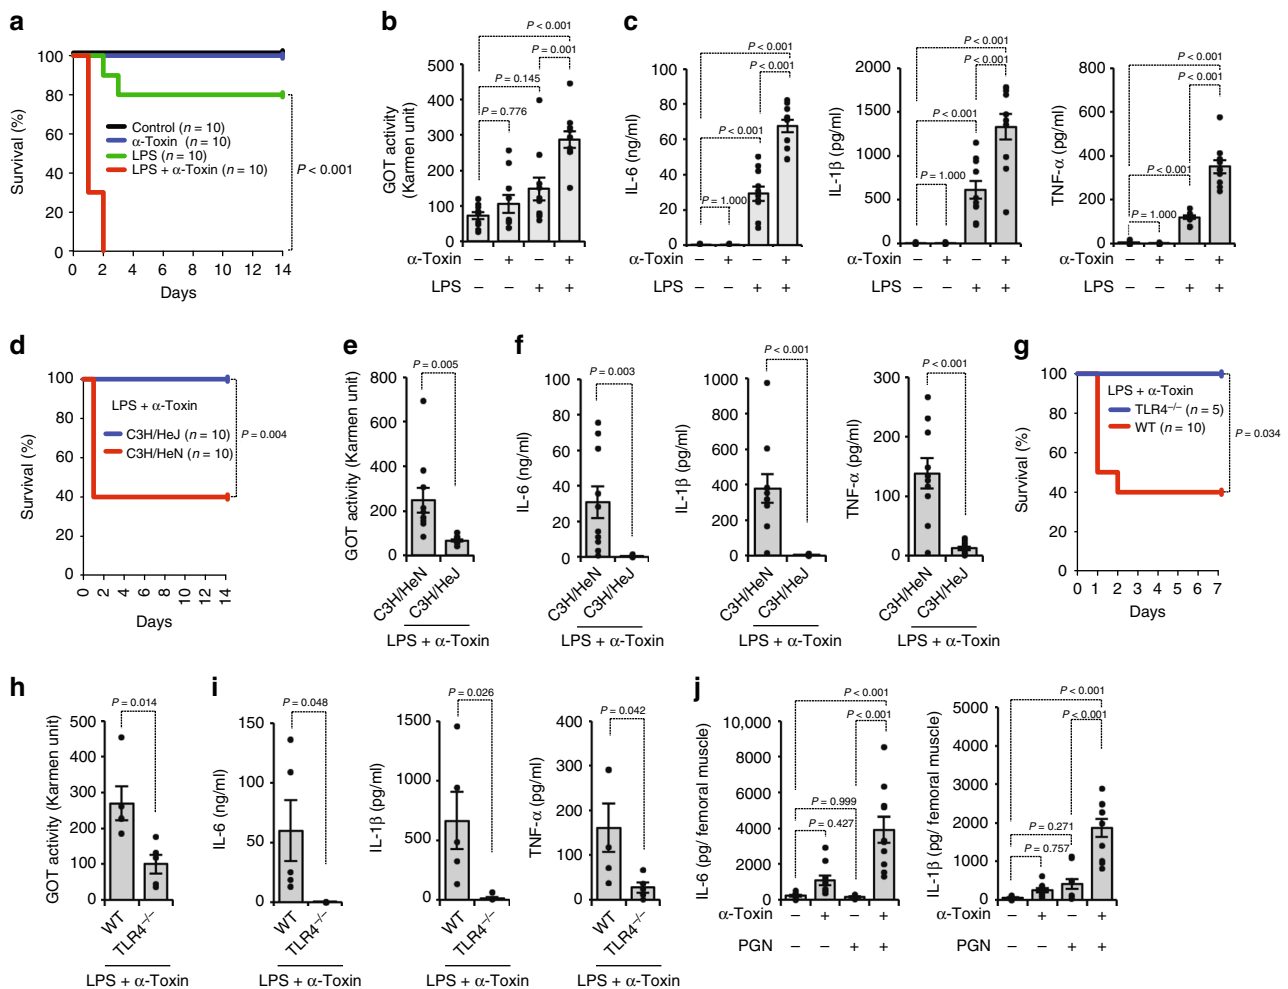 a
Survival (%)
100
80
60
40
20
0
0 2 4 6 8 10 12 14
Days
Control (n = 10)
α-Toxin (n = 10)
LPS (n = 10)
LPS + α-Toxin (n = 10)
P < 0.001
b
GOT activity
(Karmen unit)
500
400
300
200
100
0
P < 0.001
P = 0.001
P = 0.145
P = 0.776
α-Toxin – + – +
LPS – – + +
c
IL-6 (ng/ml)
100
80
60
40
20
0
P < 0.001
P < 0.001
P < 0.001
P = 1.000
α-Toxin – + – +
LPS – – + +
IL-1β (pg/ml)
2000
1500
1000
500
0
P < 0.001
P < 0.001
P < 0.001
P = 1.000
α-Toxin – + – +
LPS – – + +
TNF-α (pg/ml)
800
600
400
200
0
P < 0.001
P < 0.001
P < 0.001
P = 1.000
α-Toxin – + – +
LPS – – + +
d
Survival (%)
100
80
60
40
20
0
0 2 4 6 8 10 12 14
Days
LPS + α-Toxin
C3H/HeJ (n = 10)
C3H/HeN (n = 10)
P = 0.004
e
GOT activity (Karmen unit)
800
600
400
200
0
P = 0.005
C3H/HeN
C3H/HeJ
LPS + α-Toxin
f
IL-6 (ng/ml)
100
80
60
40
20
0
P = 0.003
C3H/HeN
C3H/HeJ
LPS + α-Toxin
IL-1β (pg/ml)
1000
800
600
400
200
0
P < 0.001
C3H/HeN
C3H/HeJ
LPS + α-Toxin
TNF-α (pg/ml)
300
200
100
0
P < 0.001
C3H/HeN
C3H/HeJ
LPS + α-Toxin
g
Survival (%)
100
80
60
40
20
0
0 1 2 3 4 5 6 7
Days
LPS + α-Toxin
TLR4⁻/⁻ (n = 5)
WT (n = 10)
P = 0.034
h
GOT activity (Karmen unit)
500
400
300
200
100
0
P = 0.014
WT
TLR4⁻/⁻
LPS + α-Toxin
i
IL-6 (ng/ml)
150
100
50
0
P = 0.048
WT
TLR4⁻/⁻
LPS + α-Toxin
IL-1β (pg/ml)
1500
1000
500
0
P = 0.026
WT
TLR4⁻/⁻
LPS + α-Toxin
TNF-α (pg/ml)
400
300
200
100
0
P = 0.042
WT
TLR4⁻/⁻
LPS + α-Toxin
j
IL-6 (pg/ femoral muscle)
10,000
8000
6000
4000
2000
0
P < 0.001
P < 0.001
P = 0.999
P = 0.427
α-Toxin – + – +
PGN – – + +
IL-1β (pg/ femoral muscle)
5000
4000
3000
2000
1000
0
P < 0.001
P < 0.001
P = 0.271
P = 0.757
α-Toxin – + – +
PGN – – + +